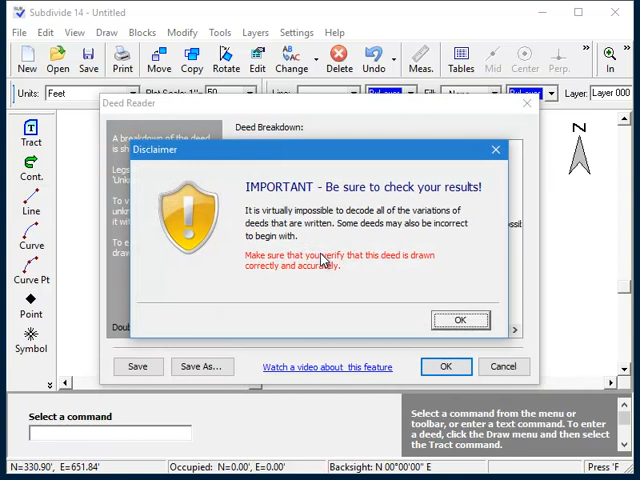 Subdivide 14 - Untitled
File Edit View Draw Blocks Modify Tools Layers Settings Help
New Open Save Print Move Copy Rotate Change Delete Undo Meas. Tables Mid Center Perp. In
Units: Feet
Layer: Layer 000
Deed Reader
A breakdown of the deed
Deed Breakdown:
Disclaimer
IMPORTANT - Be sure to check your results!
It is virtually impossible to decode all of the variations of
deeds that are written. Some deeds may also be incorrect
to begin with.
Make sure that you verify that this deed is drawn
correctly and accurately.
OK
Save Save As... Watch a video about this feature OK Cancel
Tract
Cont.
Line
Curve
Curve Pt
Point
Symbol
N
Select a command
Select a command from the menu or
toolbar, or enter a text command. To enter
a deed, click the Draw menu and then select
the Tract command.
N=330.90', E=651.84' Occupied: N=0.00', E=0.00' Backsight: N 00°00'00" E Press 'F